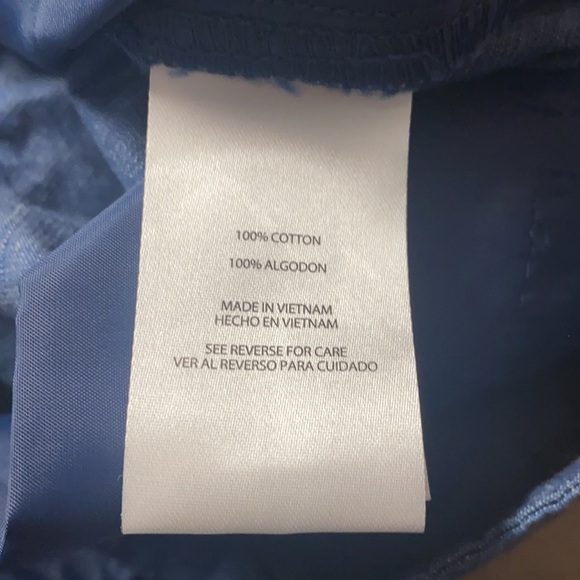 100% COTTON
100% ALGODON
MADE IN VIETNAM
HECHO EN VIETNAM
SEE REVERSE FOR CARE
VER AL REVERSO PARA CUIDADO